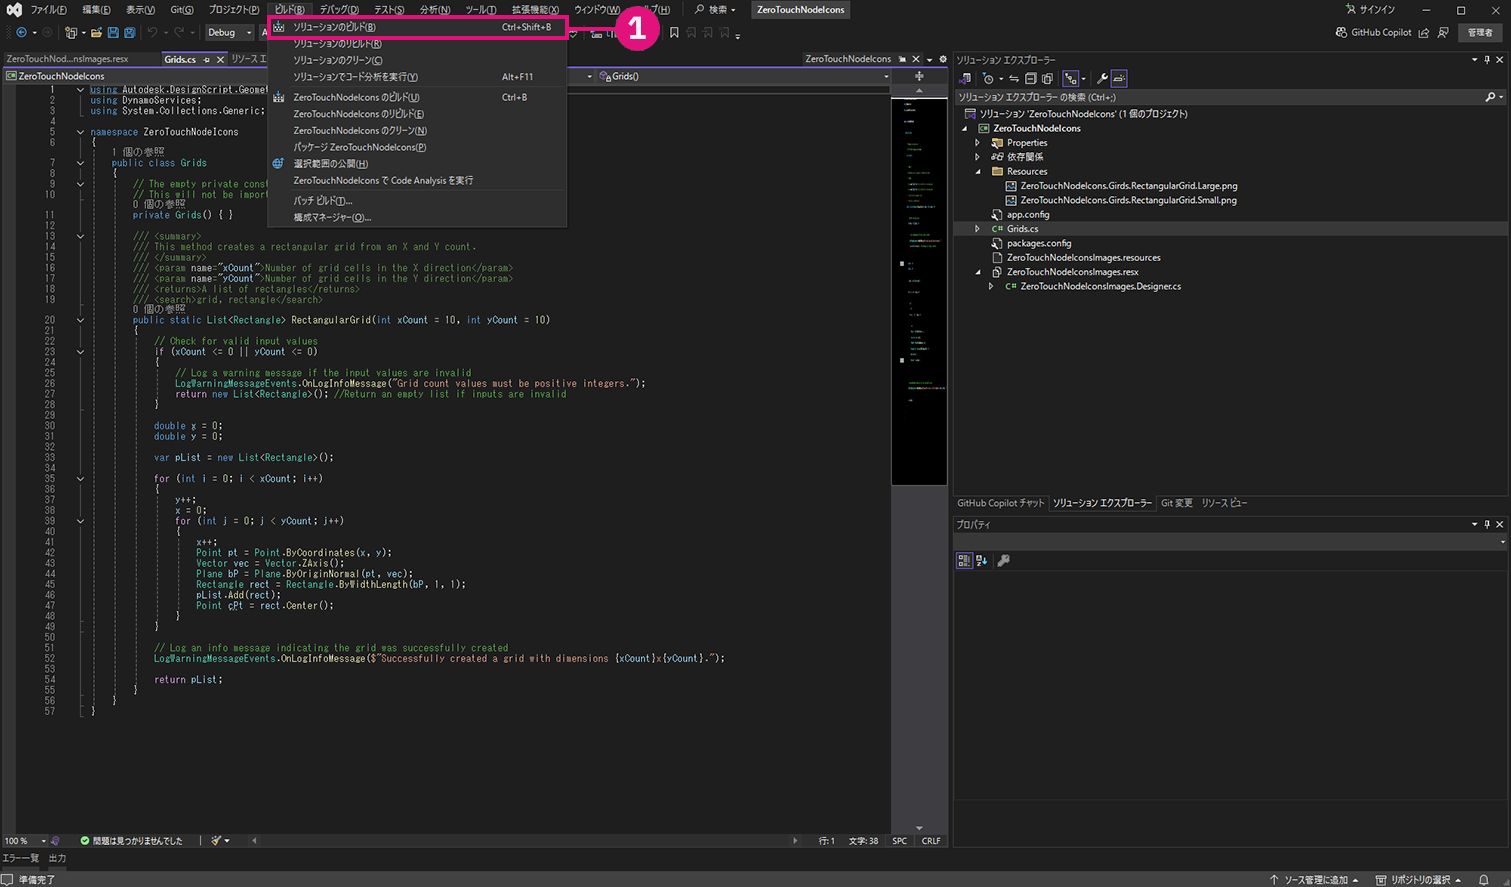 ファイル(F) 編集(E) 表示(V) Git(G) プロジェクト(P) ビルド(B) デバッグ(D) テスト(S) 分析(N) ツール(T) 拡張機能(X) ウィンドウ(W) ルプ(H) 検索 ZeroTouchNodeIcons サインイン
Debug GitHub Copilot 管理者
ソリューションのビルド(B) Ctrl+Shift+B
1
ソリューションのリビルド(R)
ソリューションのクリーン(C)
ソリューションでコード分析を実行(Y) Alt+F11
ZeroTouchNodeIcons のビルド(U) Ctrl+B
ZeroTouchNodeIcons のリビルド(E)
ZeroTouchNodeIcons のクリーン(N)
パッケージ ZeroTouchNodeIcons(P)
選択範囲の公開(H)
ZeroTouchNodeIcons で Code Analysis を実行
バッチ ビルド(T)...
構成マネージャー(O)...
ZeroTouchNod...nsImages.resx Grids.cs リソース エ ZeroTouchNodeIcons
ZeroTouchNodeIcons Grids()
1 using Autodesk.DesignScript.Geomet
2 using DynamoServices;
3 using System.Collections.Generic;
4
5 namespace ZeroTouchNodeIcons
6 {
1 個の参照
7 public class Grids
8 {
9 // The empty private const
10 // This will not be import
0 個の参照
11 private Grids() { }
12
13 /// <summary>
14 /// This method creates a rectangular grid from an X and Y count.
15 /// </summary>
16 /// <param name="xCount">Number of grid cells in the X direction</param>
17 /// <param name="yCount">Number of grid cells in the Y direction</param>
18 /// <returns>A list of rectangles</returns>
19 /// <search>grid, rectangle</search>
0 個の参照
20 public static List<Rectangle> RectangularGrid(int xCount = 10, int yCount = 10)
21 {
22 // Check for valid input values
23 if (xCount <= 0 || yCount <= 0)
24 {
25 // Log a warning message if the input values are invalid
26 LogWarningMessageEvents.OnLogInfoMessage("Grid count values must be positive integers.");
27 return new List<Rectangle>(); //Return an empty list if inputs are invalid
28 }
29
30 double x = 0;
31 double y = 0;
32
33 var pList = new List<Rectangle>();
34
35 for (int i = 0; i < xCount; i++)
36 {
37 y++;
38 x = 0;
39 for (int j = 0; j < yCount; j++)
40 {
41 x++;
42 Point pt = Point.ByCoordinates(x, y);
43 Vector vec = Vector.ZAxis();
44 Plane bP = Plane.ByOriginNormal(pt, vec);
45 Rectangle rect = Rectangle.ByWidthLength(bP, 1, 1);
46 pList.Add(rect);
47 Point cPt = rect.Center();
48 }
49 }
50
51 // Log an info message indicating the grid was successfully created
52 LogWarningMessageEvents.OnLogInfoMessage($"Successfully created a grid with dimensions {xCount}x{yCount}.");
53
54 return pList;
55 }
56 }
57 }
100 % 問題は見つかりませんでした 行: 1 文字: 38 SPC CRLF
エラー一覧 出力
ソリューション エクスプローラー
ソリューション エクスプローラー の検索 (Ctrl+;)
ソリューション 'ZeroTouchNodeIcons' (1 個のプロジェクト)
ZeroTouchNodeIcons
Properties
依存関係
Resources
ZeroTouchNodeIcons.Girds.RectangularGrid.Large.png
ZeroTouchNodeIcons.Girds.RectangularGrid.Small.png
app.config
Grids.cs
packages.config
ZeroTouchNodeIconsImages.resources
ZeroTouchNodeIconsImages.resx
ZeroTouchNodeIconsImages.Designer.cs
GitHub Copilot チャット ソリューション エクスプローラー Git 変更 リソース ビュー
プロパティ
準備完了 ソース管理に追加 リポジトリの選択